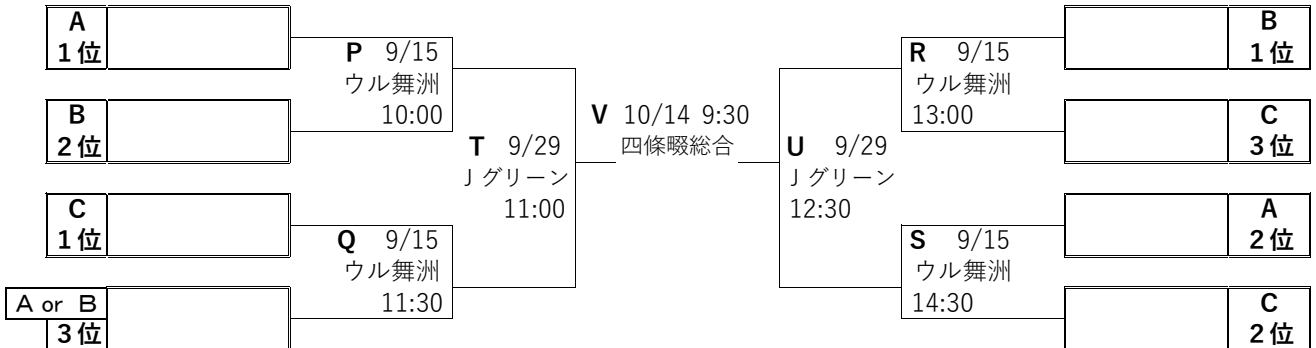 A
1位
P 9/15
ウル舞洲
10:00
B
2位
T 9/29
Jグリーン
11:00
C
1位
Q 9/15
ウル舞洲
11:30
A or B
3位
V 10/14 9:30
四條畷総合
U 9/29
Jグリーン
12:30
R 9/15
ウル舞洲
13:00
B
1位
C
3位
S 9/15
ウル舞洲
14:30
A
2位
C
2位